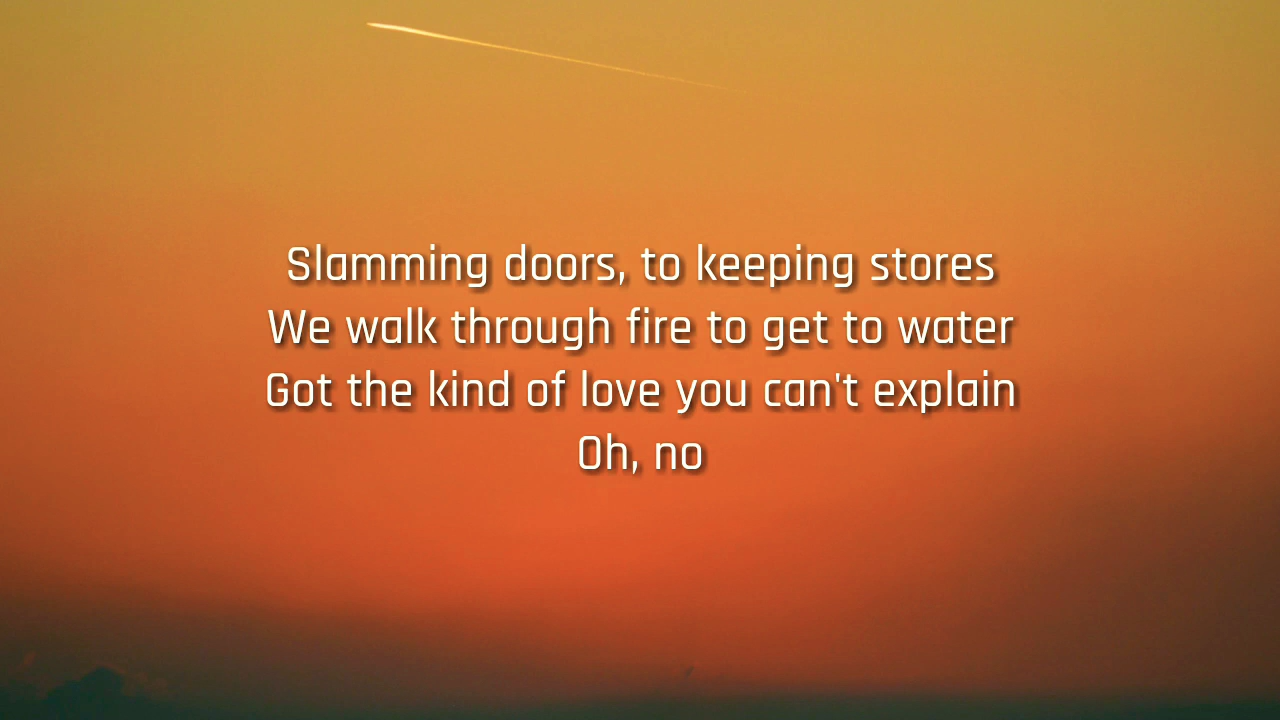 Slamming doors, to keeping stores
We walk through fire to get to water
Got the kind of love you can't explain
Oh, no